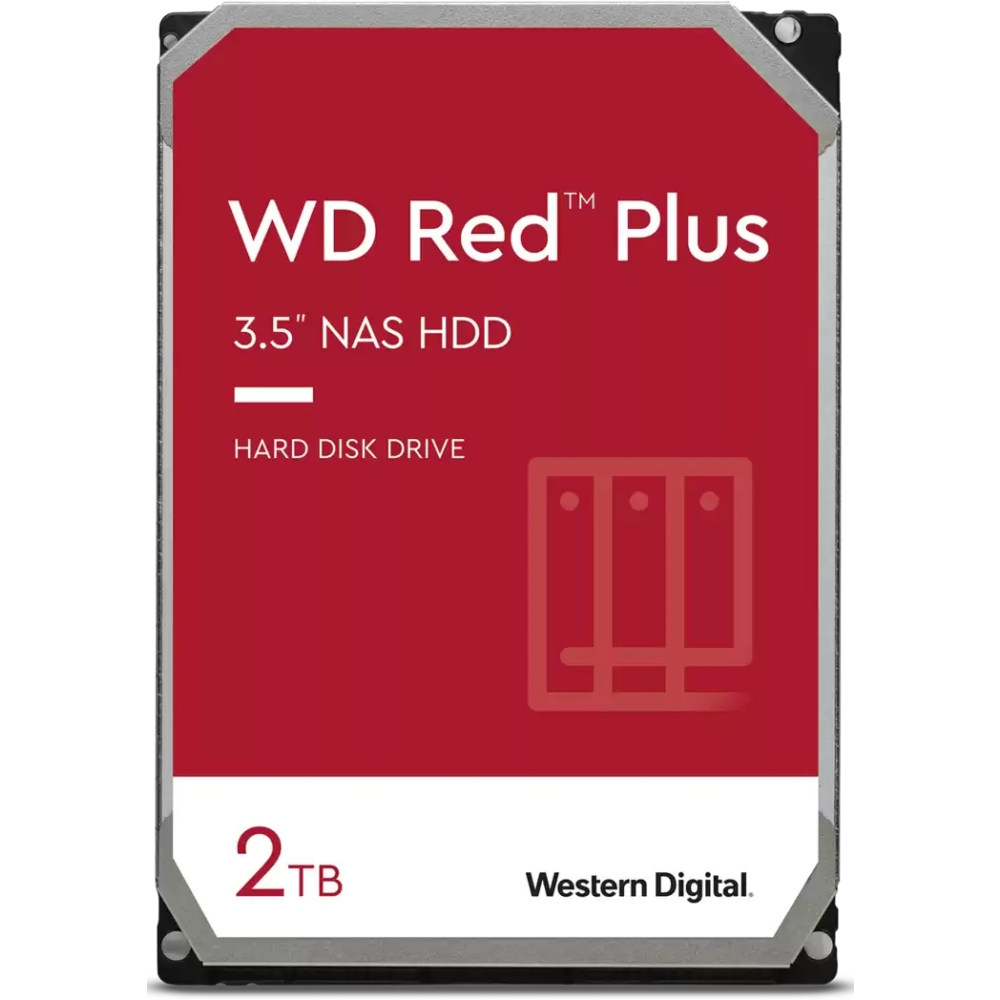 WD Red™ Plus
3.5" NAS HDD
HARD DISK DRIVE
2TB
Western Digital.